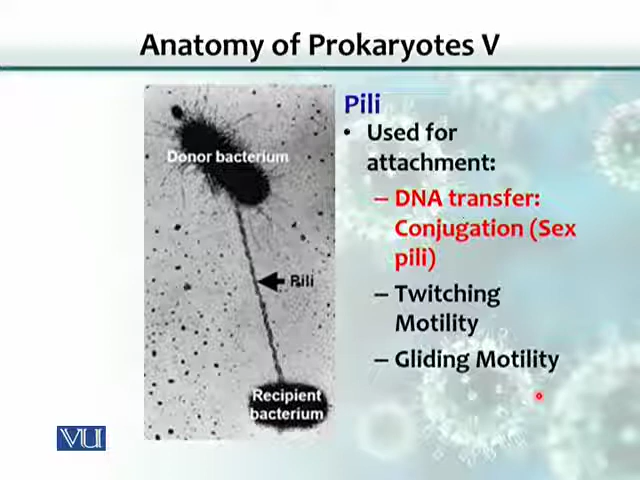 Anatomy of Prokaryotes V
Donor bacterium
Pili
Recipient
bacterium
Pili
• Used for
attachment:
– DNA transfer:
Conjugation (Sex
pili)
– Twitching
Motility
– Gliding Motility
VU